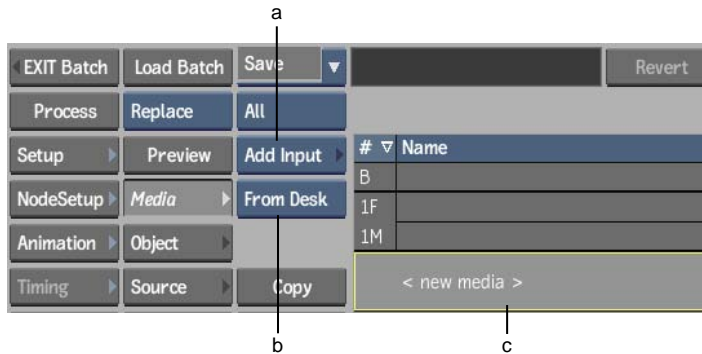 a
EXIT Batch Load Batch Save Revert
Process Replace All
Setup Preview Add Input # Name
B
NodeSetup Media From Desk 1F
Animation Object 1M
Timing Source Copy < new media >
b c